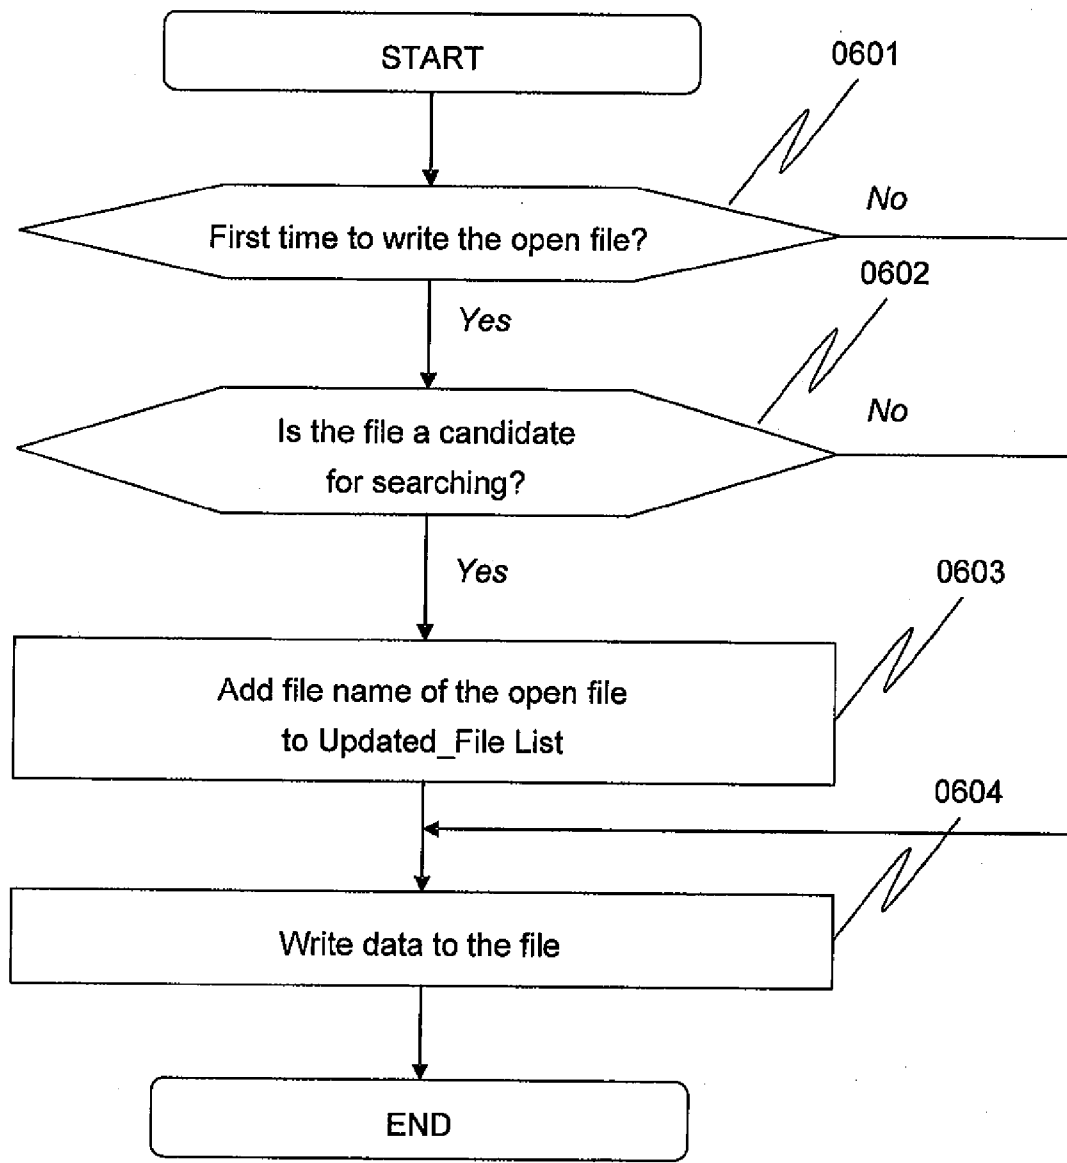 START
0601
First time to write the open file?
No
0602
Yes
Is the file a candidate
for searching?
No
Yes
0603
Add file name of the open file
to Updated_File List
0604
Write data to the file
END